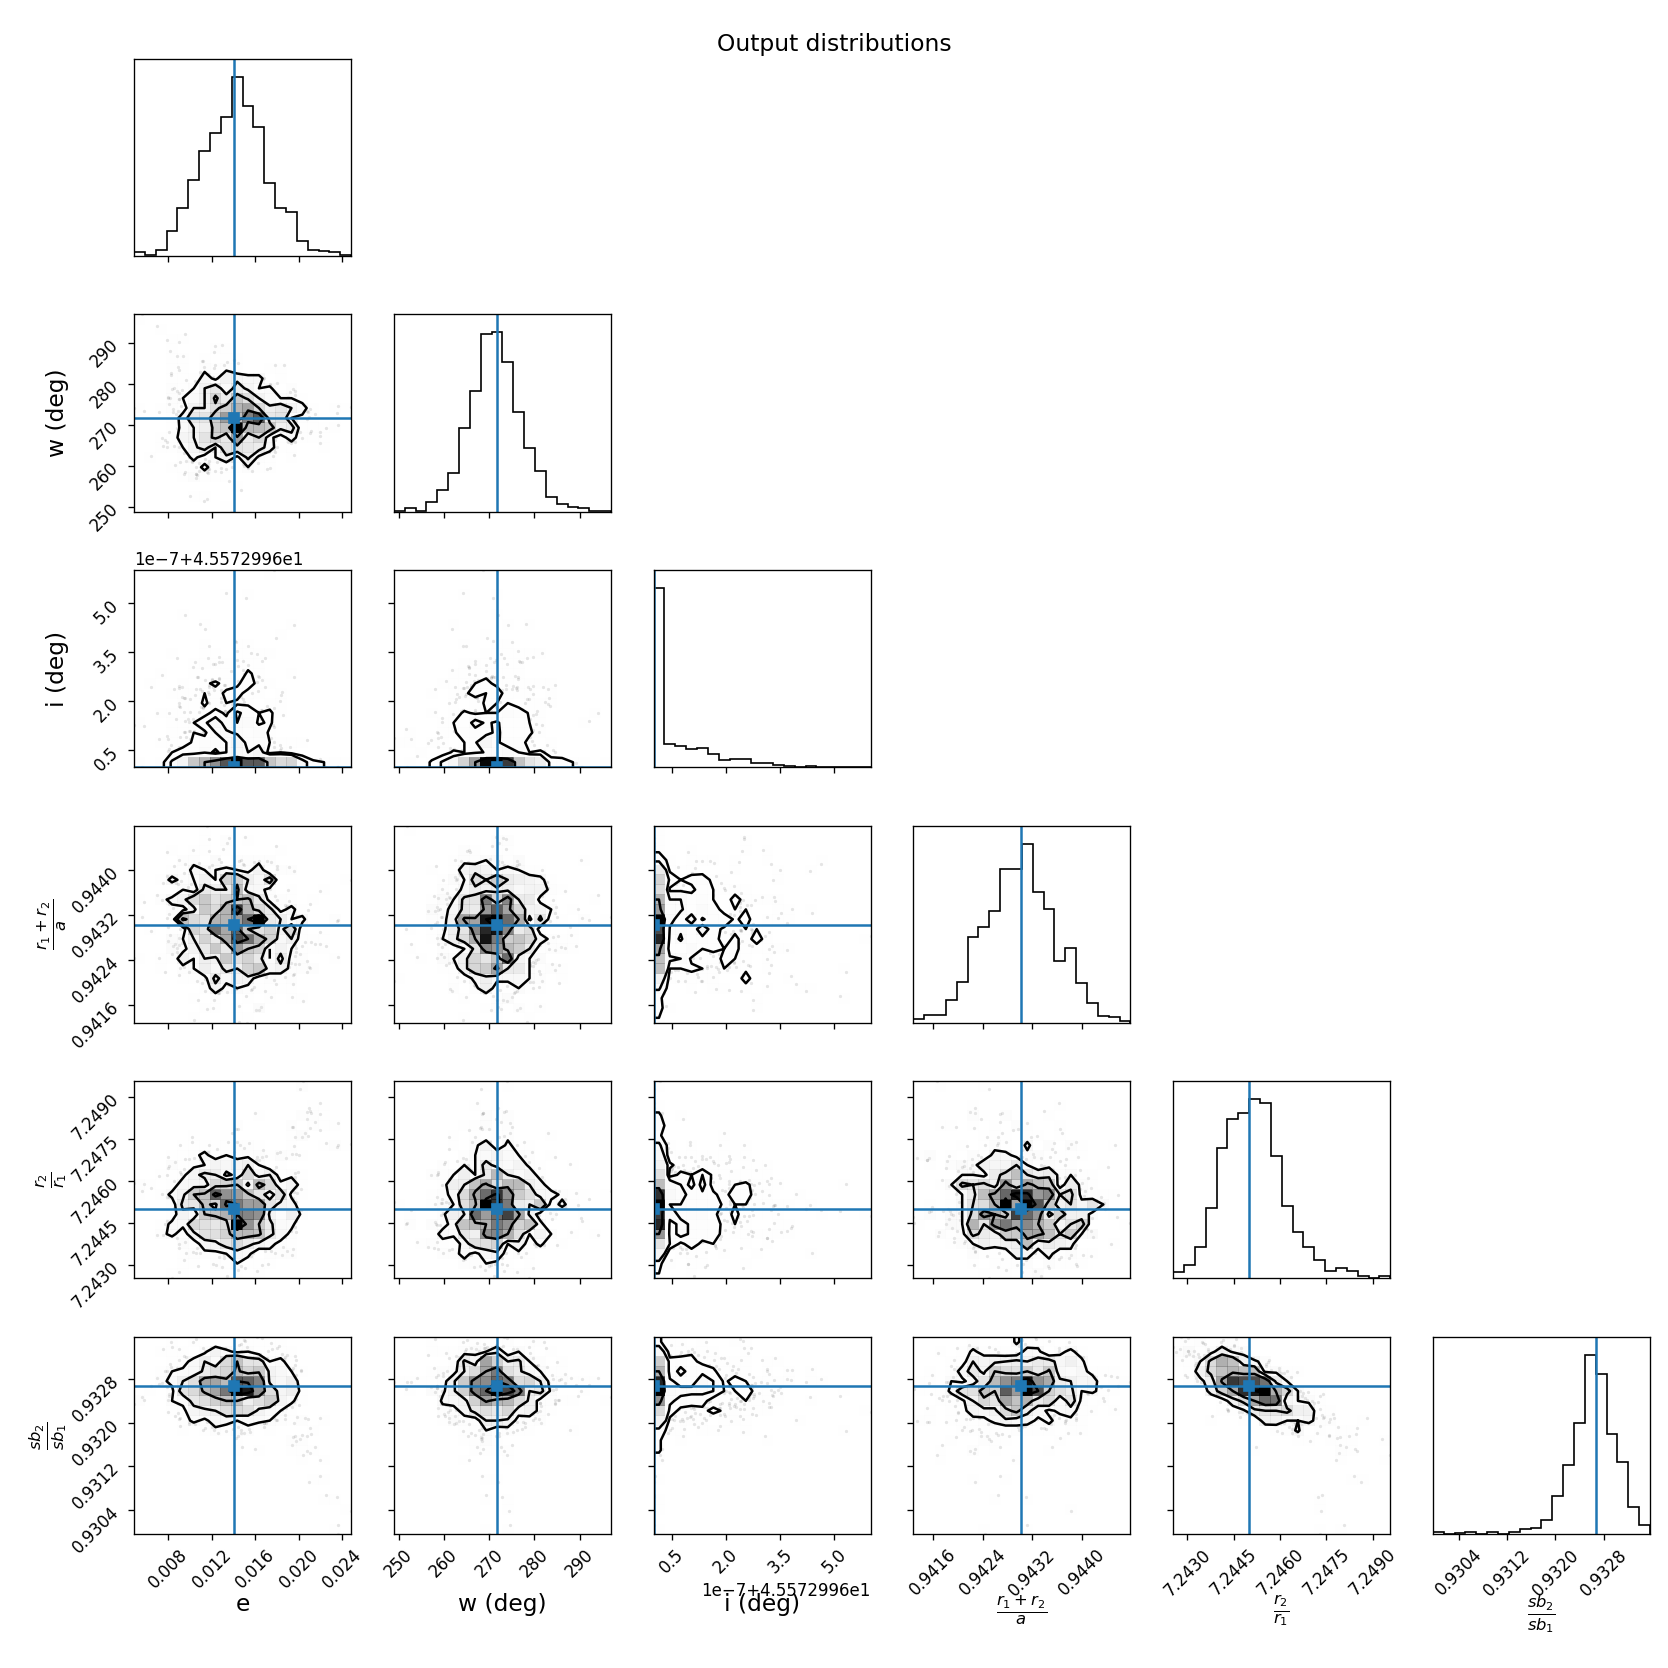 Output distributions
w (deg)
290
280
270
260
250
1e−7+4.5572996e1
i (deg)
5.0
3.5
2.0
0.5
r₁ + r₂
a
0.9440
0.9432
0.9424
0.9416
r₂
r₁
7.2490
7.2475
7.2460
7.2445
7.2430
sb₂
sb₁
0.9328
0.9320
0.9312
0.9304
0.008 0.012 0.016 0.020 0.024 250 260 270 280 290 0.5 2.0 3.5 5.0 0.9416 0.9424 0.9432 0.9440 7.2430 7.2445 7.2460 7.2475 7.2490 0.9304 0.9312 0.9320 0.9328
1e−7+4.5572996e1
e w (deg) i (deg)
r₁ + r₂
a
r₂
r₁
sb₂
sb₁